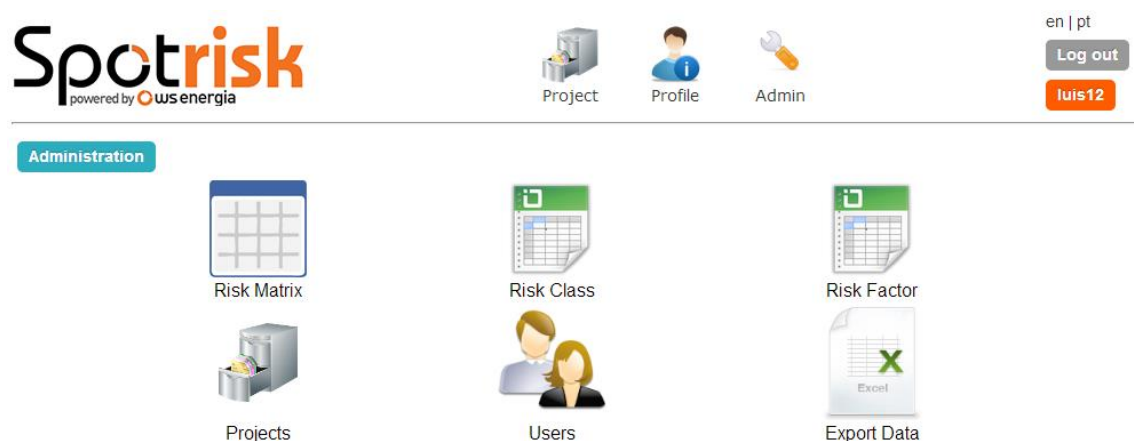 Spotrisk
powered by ws energia
Project Profile Admin
en | pt
Log out
luis12
Administration
Risk Matrix Risk Class Risk Factor
Excel
Projects Users Export Data